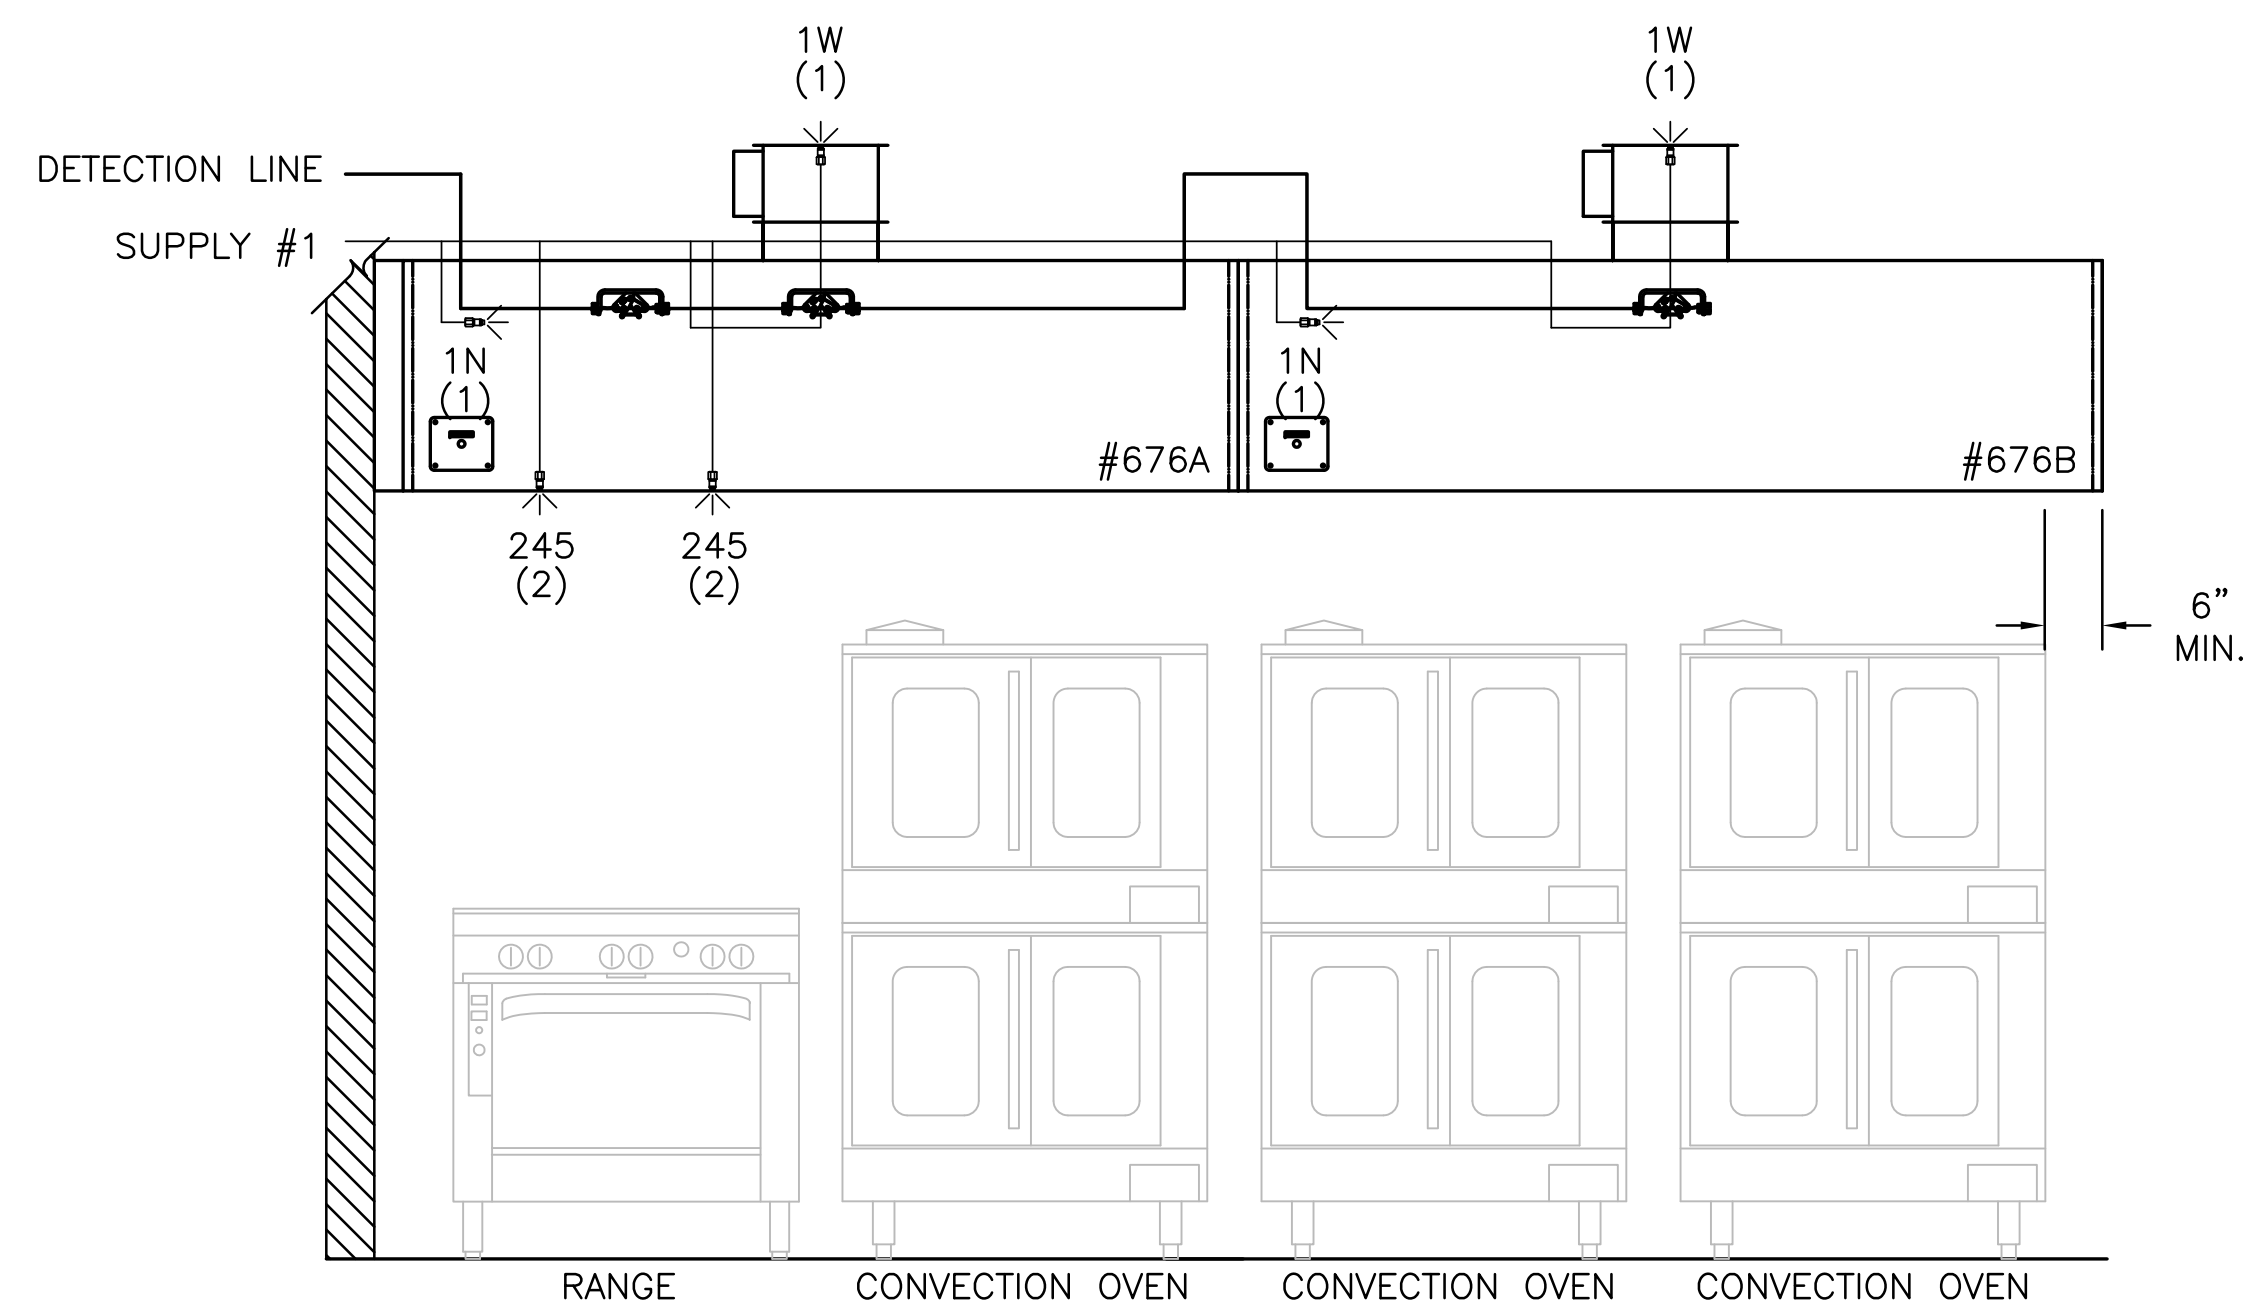 1W
(1)
1W
(1)
DETECTION LINE
SUPPLY #1
1N
(1)
1N
(1)
#676A
#676B
245
(2)
245
(2)
6”
MIN.
RANGE
CONVECTION OVEN
CONVECTION OVEN
CONVECTION OVEN